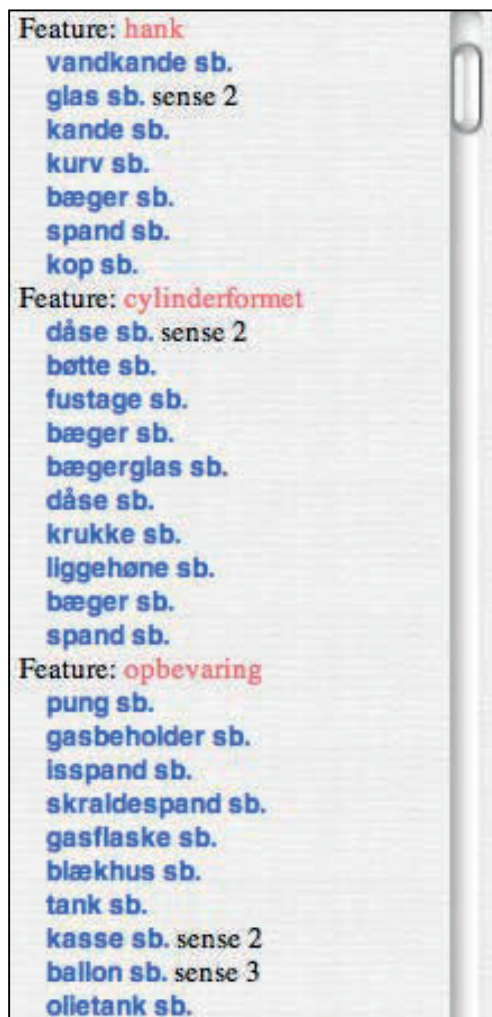 Feature: hank
vandkande sb.
glas sb. sense 2
kande sb.
kurv sb.
bæger sb.
spand sb.
kop sb.
Feature: cylinderformet
dåse sb. sense 2
bøtte sb.
fustage sb.
bæger sb.
bægerglas sb.
dåse sb.
krukke sb.
liggehøne sb.
bæger sb.
spand sb.
Feature: opbevaring
pung sb.
gasbeholder sb.
isspand sb.
skraldespand sb.
gasflaske sb.
blækhus sb.
tank sb.
kasse sb. sense 2
ballon sb. sense 3
olietank sb.